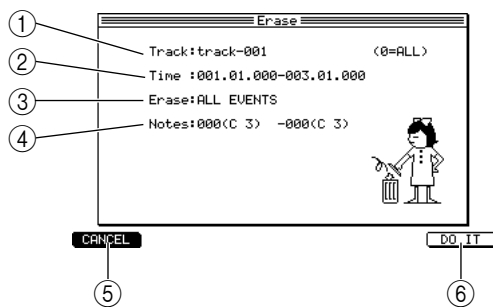 Erase
① Track:track-001 (0=ALL)
② Time :001.01.000-003.01.000
③ Erase:ALL EVENTS
④ Notes:000(C 3) -000(C 3)
CANCEL DO IT
⑤ ⑥